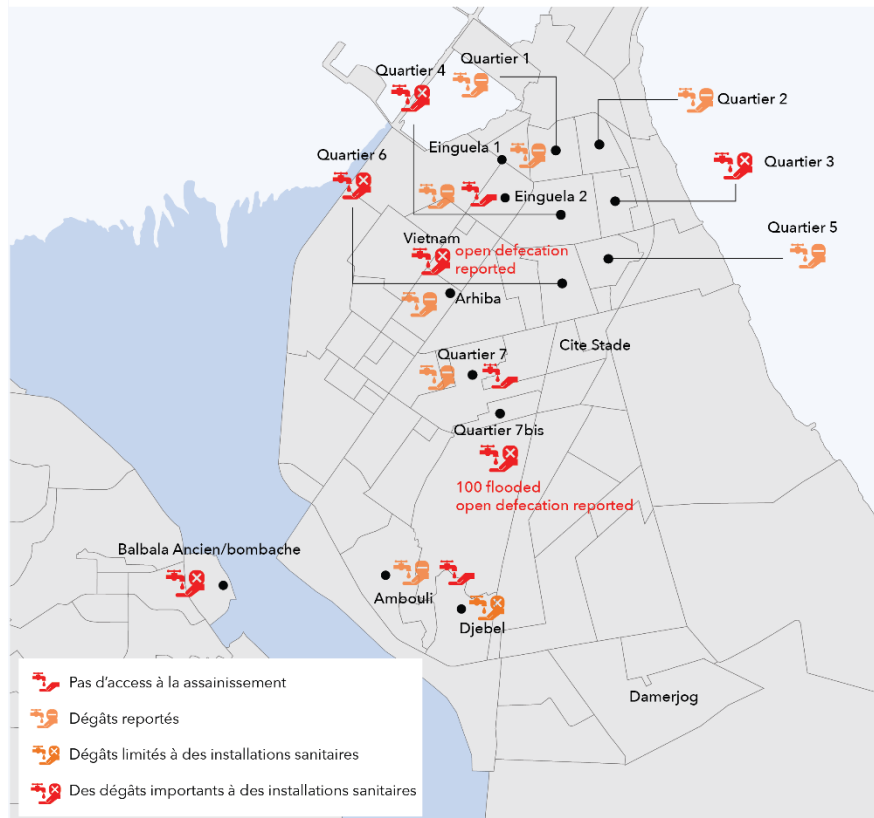 Quartier 1
Quartier 4
Quartier 2
Einguela 1
Quartier 6
Quartier 3
Einguela 2
Quartier 5
Vietnam
open defecation
reported
Arhiba
Cite Stade
Quartier 7
Quartier 7bis
100 flooded
open defecation reported
Balbala Ancien/bombache
Ambouli
Djebel
Damerjog
Pas d'access à la assainissement
Dégâts reportés
Dégâts limités à des installations sanitaires
Des dégâts importants à des installations sanitaires